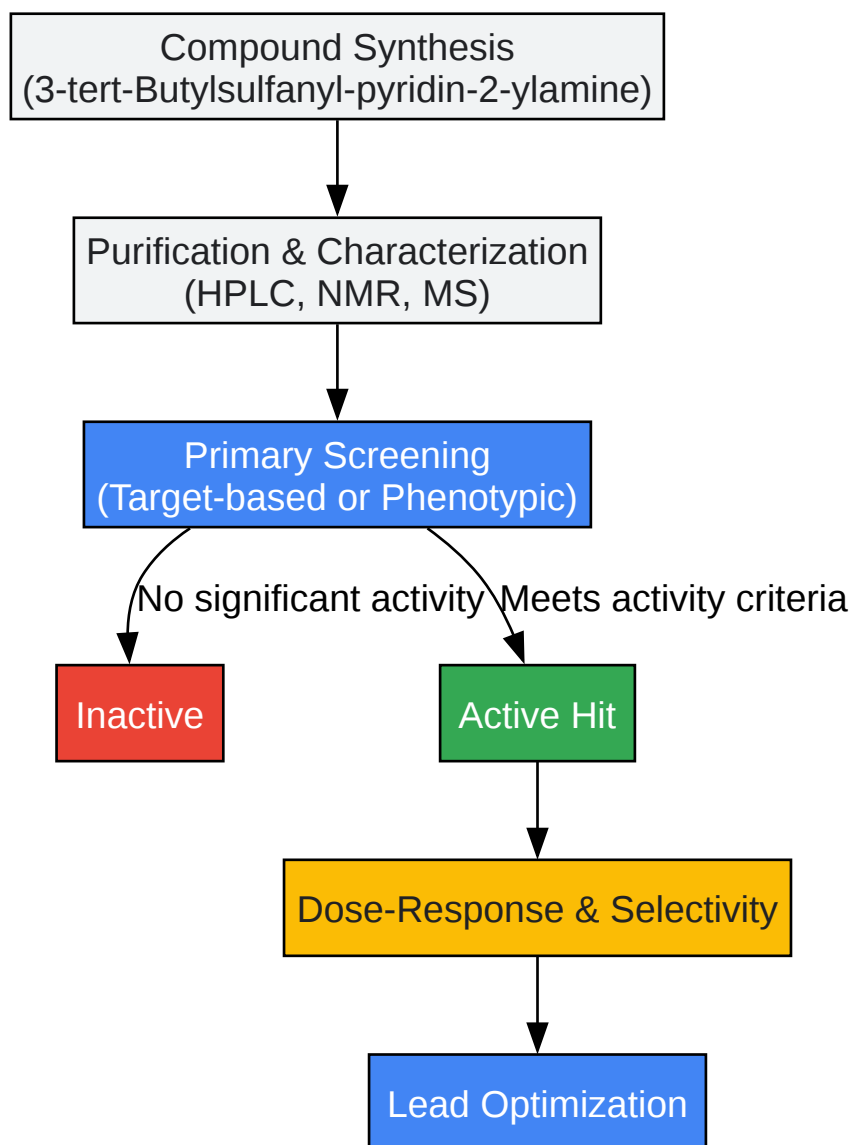 Compound Synthesis
(3-tert-Butylsulfanyl-pyridin-2-ylamine)
Purification & Characterization
(HPLC, NMR, MS)
Primary Screening
(Target-based or Phenotypic)
No significant activity
Meets activity criteria
Inactive
Active Hit
Dose-Response & Selectivity
Lead Optimization